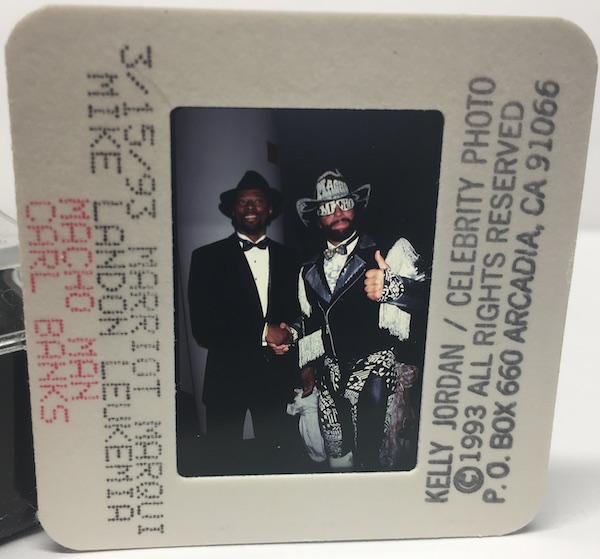 3/15/93 MARRIOT MARQUI
MIKE LANDON LEUKEMIA
MACHO MAN
CARL BANKS
MACHO
KELLY JORDAN / CELEBRITY PHOTO
©1993 ALL RIGHTS RESERVED
P. O. BOX 660 ARCADIA, CA 91066